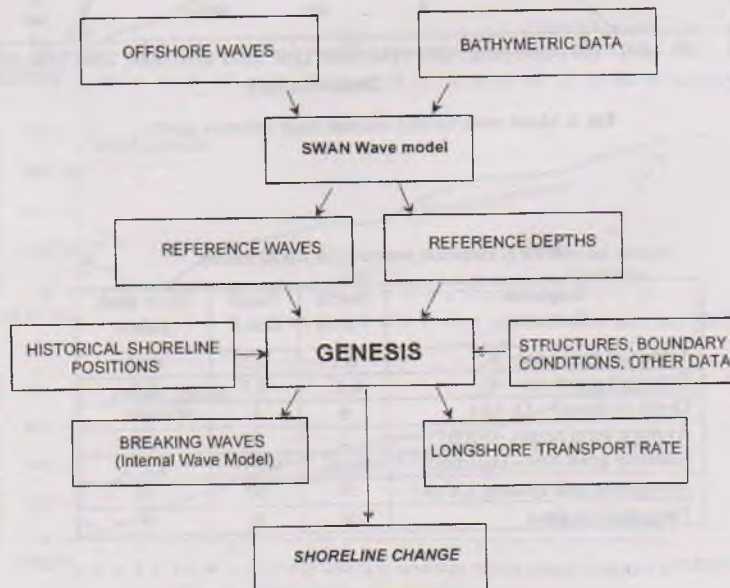 OFFSHORE WAVES
BATHYMETRIC DATA
SWAN Wave model
REFERENCE WAVES
REFERENCE DEPTHS
HISTORICAL SHORELINE
POSITIONS
GENESIS
STRUCTURES, BOUNDARY
CONDITIONS, OTHER DATA
BREAKING WAVES
(Internal Wave Model)
LONGSHORE TRANSPORT RATE
SHORELINE CHANGE